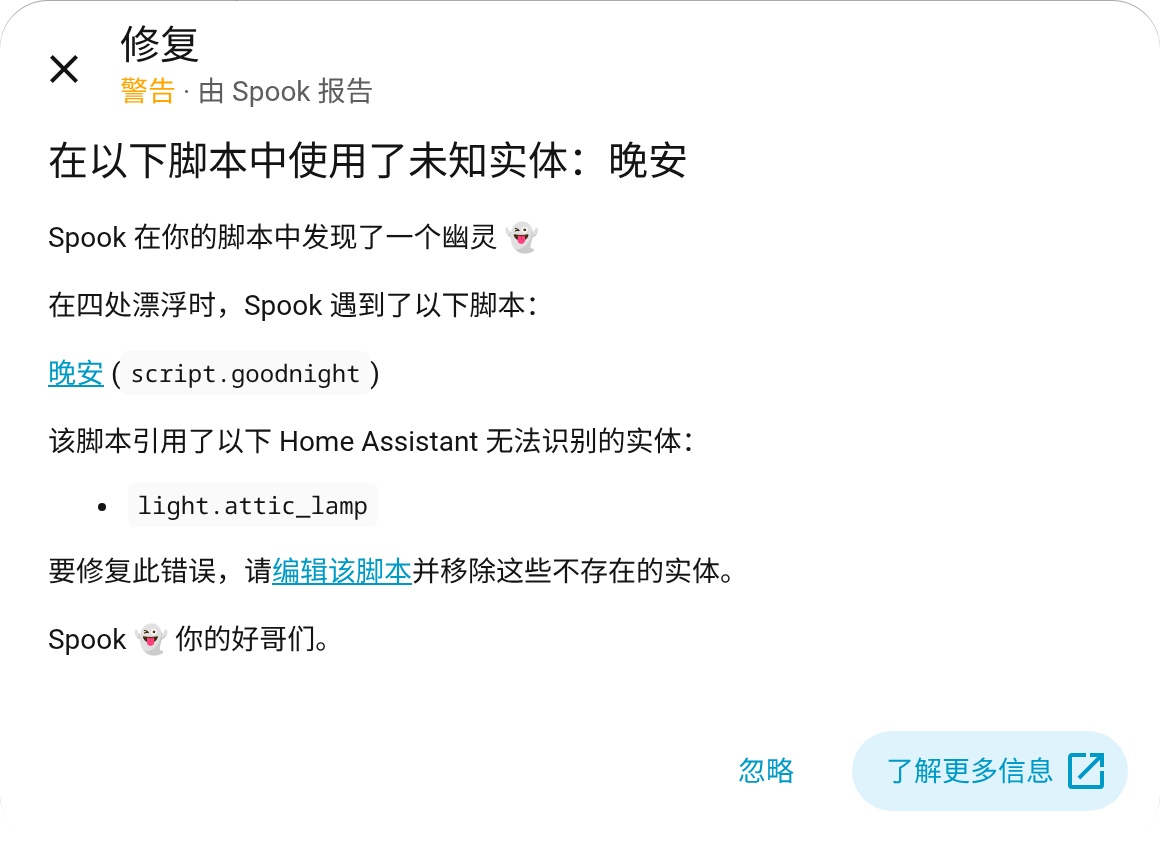 修复
警告 · 由 Spook 报告
在以下脚本中使用了未知实体：晚安
Spook 在你的脚本中发现了一个幽灵 👻
在四处漂浮时，Spook 遇到了以下脚本：
晚安 ( script.goodnight )
该脚本引用了以下 Home Assistant 无法识别的实体：
• light.attic_lamp
要修复此错误，请编辑该脚本并移除这些不存在的实体。
Spook 👻 你的好哥们。
忽略
了解更多信息